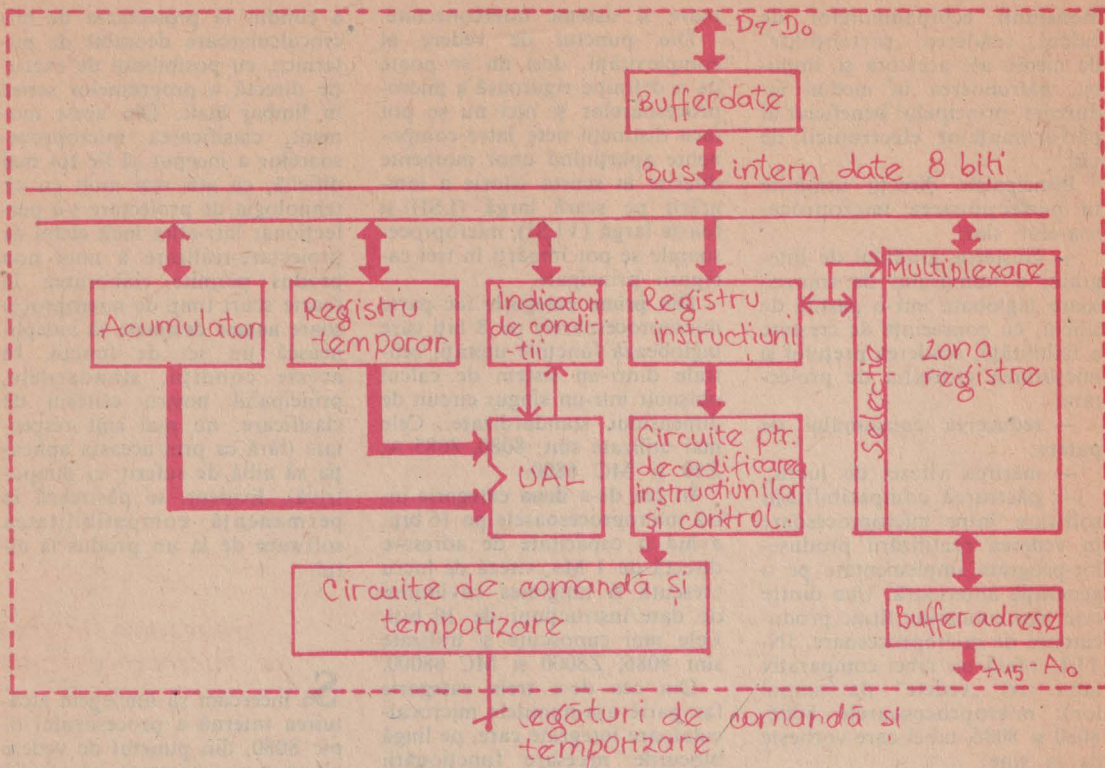 D7-D0
Buffer date
Bus intern date 8 biti
Acumulator
Registru
temporar
Indicatori
de condi-
ții
Registru
instrucțiuni
Multiplexare
Selecție
zona
registre
UAL
Circuite ptr.
decodificarea
instrucțiunilor
și control
Circuite de comandă și
temporizare
Buffer adrese
A15-A0
Legături de comandă și
temporizare